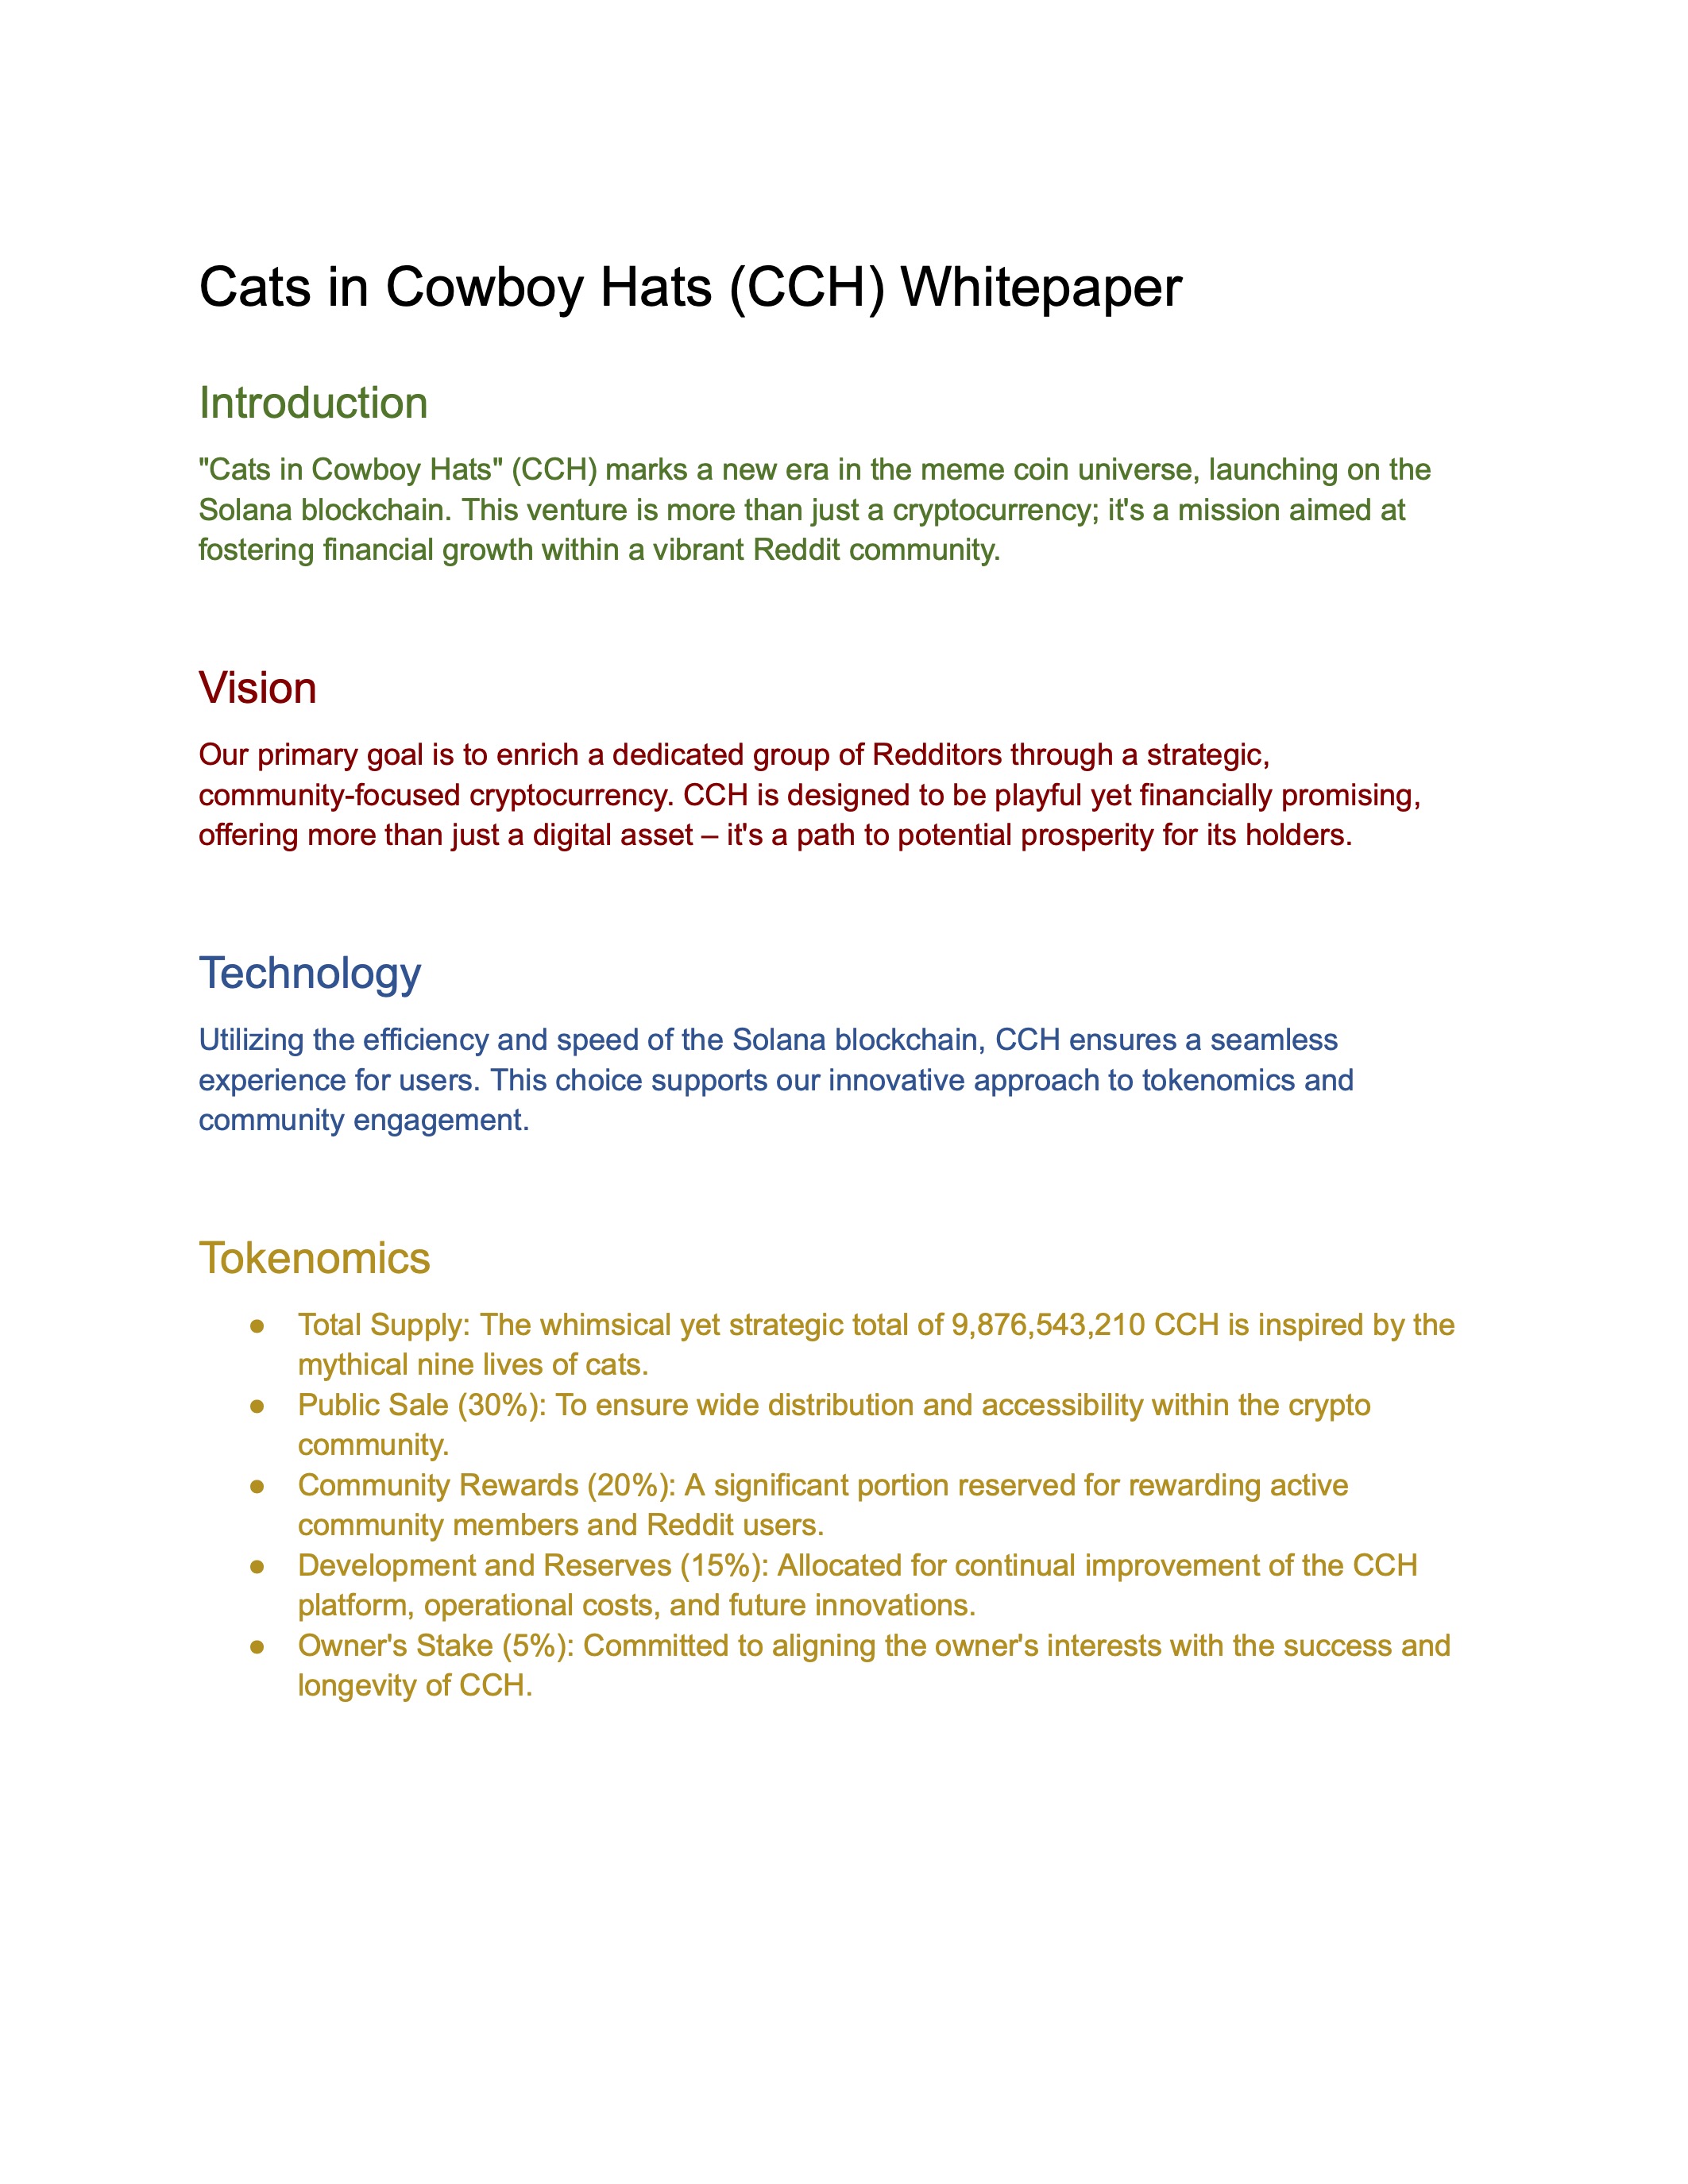 Cats in Cowboy Hats (CCH) Whitepaper
Introduction
"Cats in Cowboy Hats" (CCH) marks a new era in the meme coin universe, launching on the
Solana blockchain. This venture is more than just a cryptocurrency; it's a mission aimed at
fostering financial growth within a vibrant Reddit community.
Vision
Our primary goal is to enrich a dedicated group of Redditors through a strategic,
community-focused cryptocurrency. CCH is designed to be playful yet financially promising,
offering more than just a digital asset – it's a path to potential prosperity for its holders.
Technology
Utilizing the efficiency and speed of the Solana blockchain, CCH ensures a seamless
experience for users. This choice supports our innovative approach to tokenomics and
community engagement.
Tokenomics
● Total Supply: The whimsical yet strategic total of 9,876,543,210 CCH is inspired by the
mythical nine lives of cats.
● Public Sale (30%): To ensure wide distribution and accessibility within the crypto
community.
● Community Rewards (20%): A significant portion reserved for rewarding active
community members and Reddit users.
● Development and Reserves (15%): Allocated for continual improvement of the CCH
platform, operational costs, and future innovations.
● Owner's Stake (5%): Committed to aligning the owner's interests with the success and
longevity of CCH.